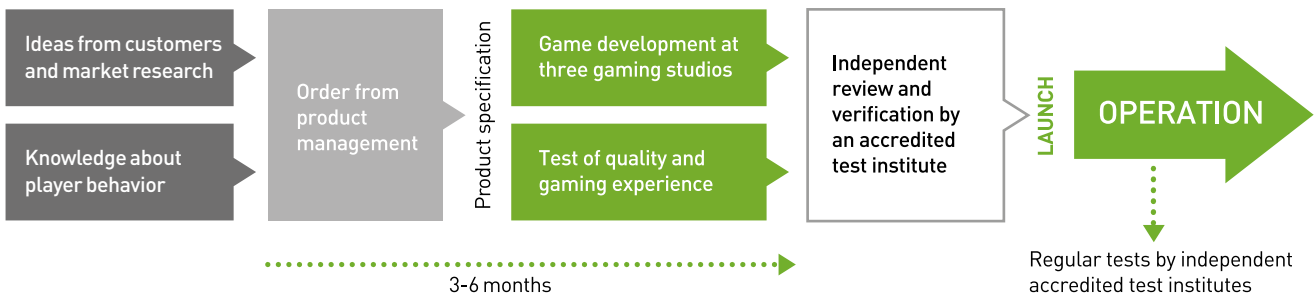 Ideas from customers
and market research
Knowledge about
player behavior
Order from
product
management
Product specification
Game development at
three gaming studios
Test of quality and
gaming experience
Independent
review and
verification by
an accredited
test institute
LAUNCH
OPERATION
3-6 months
Regular tests by independent
accredited test institutes